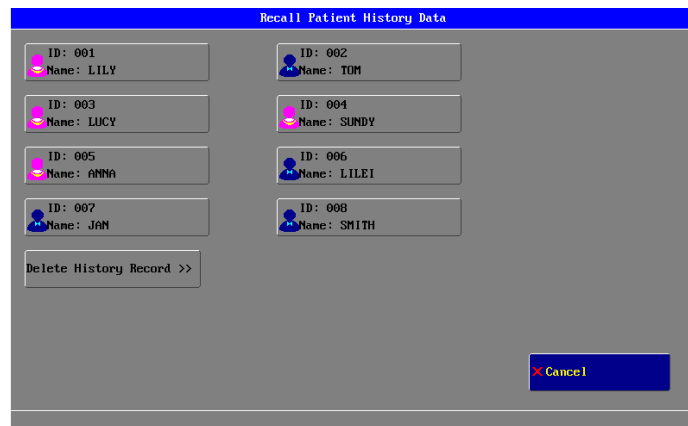 Recall Patient History Data
ID: 001
Name: LILY
ID: 002
Name: TOM
ID: 003
Name: LUCY
ID: 004
Name: SUNDY
ID: 005
Name: ANNA
ID: 006
Name: LILEI
ID: 007
Name: JAN
ID: 008
Name: SMITH
Delete History Record >>
Cancel